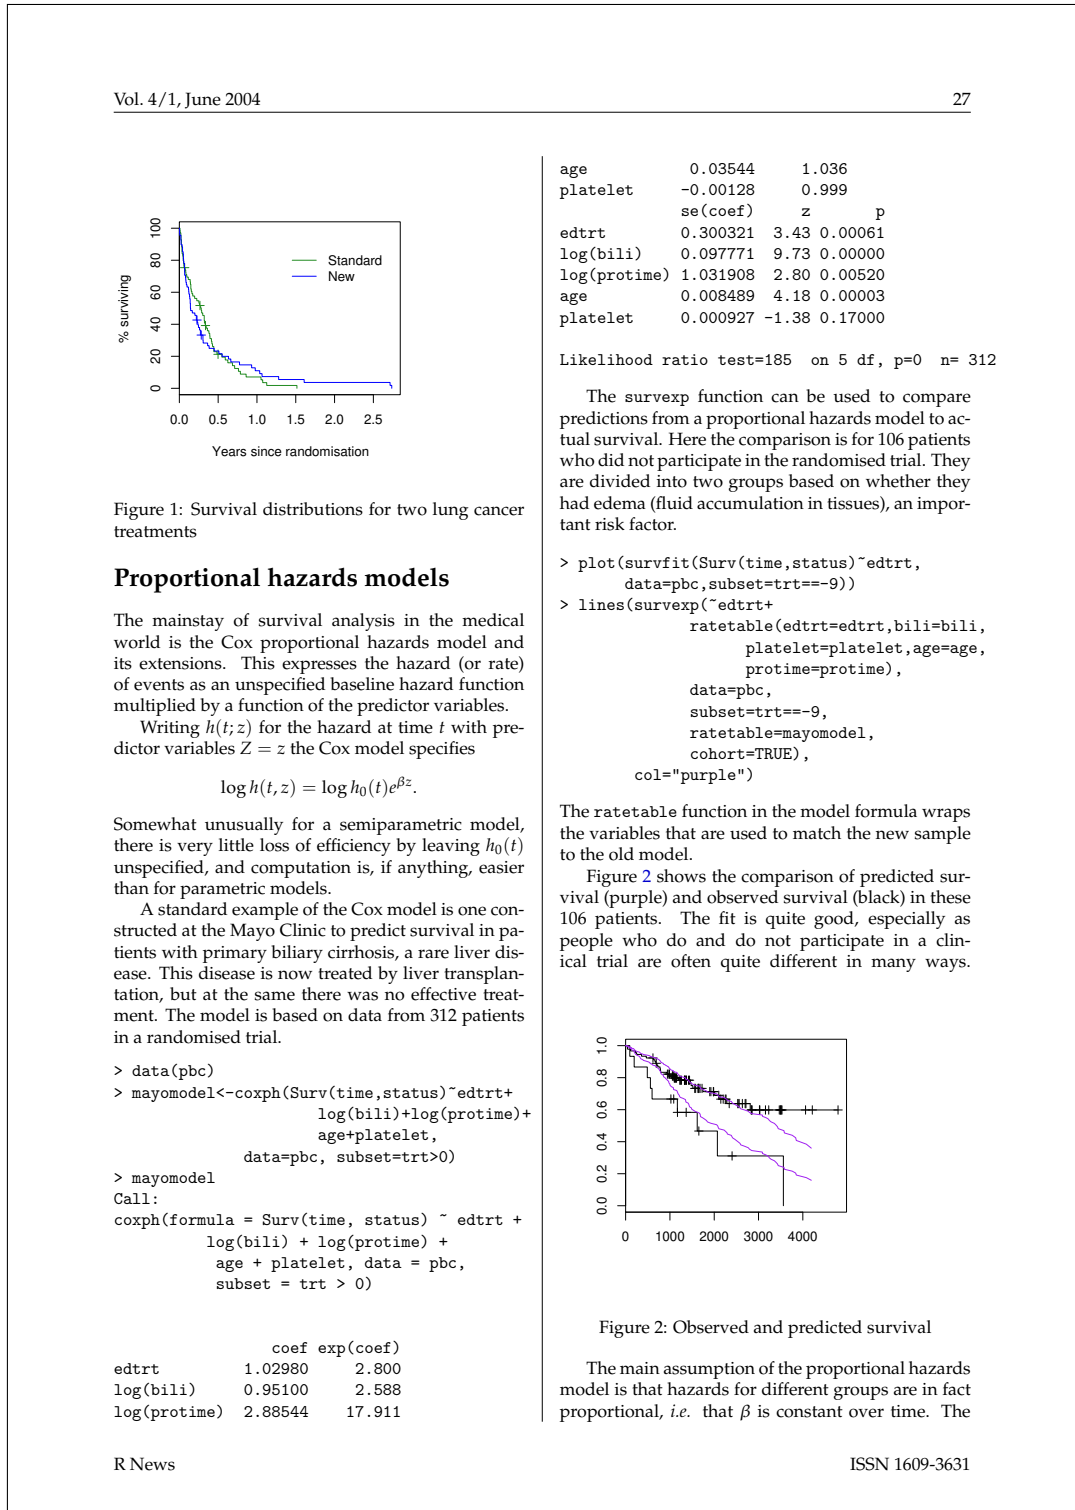 Vol. 4/1, June 2004 27
100
80
60
40
20
0
% surviving
Standard
New
0.0 0.5 1.0 1.5 2.0 2.5
Years since randomisation
Figure 1: Survival distributions for two lung cancer
treatments
Proportional hazards models
The mainstay of survival analysis in the medical
world is the Cox proportional hazards model and
its extensions. This expresses the hazard (or rate)
of events as an unspecified baseline hazard function
multiplied by a function of the predictor variables.
Writing h(t; z) for the hazard at time t with pre-
dictor variables Z = z the Cox model specifies
log h(t, z) = log h₀(t)e^{βz}.
Somewhat unusually for a semiparametric model,
there is very little loss of efficiency by leaving h₀(t)
unspecified, and computation is, if anything, easier
than for parametric models.
A standard example of the Cox model is one con-
structed at the Mayo Clinic to predict survival in pa-
tients with primary biliary cirrhosis, a rare liver dis-
ease. This disease is now treated by liver transplan-
tation, but at the same there was no effective treat-
ment. The model is based on data from 312 patients
in a randomised trial.
> data(pbc)
> mayomodel<-coxph(Surv(time,status)~edtrt+
log(bili)+log(protime)+
age+platelet,
data=pbc, subset=trt>0)
> mayomodel
Call:
coxph(formula = Surv(time, status) ~ edtrt +
log(bili) + log(protime) +
age + platelet, data = pbc,
subset = trt > 0)
coef exp(coef)
edtrt 1.02980 2.800
log(bili) 0.95100 2.588
log(protime) 2.88544 17.911
age 0.03544 1.036
platelet -0.00128 0.999
se(coef) z p
edtrt 0.300321 3.43 0.00061
log(bili) 0.097771 9.73 0.00000
log(protime) 1.031908 2.80 0.00520
age 0.008489 4.18 0.00003
platelet 0.000927 -1.38 0.17000
Likelihood ratio test=185 on 5 df, p=0 n= 312
The survexp function can be used to compare
predictions from a proportional hazards model to ac-
tual survival. Here the comparison is for 106 patients
who did not participate in the randomised trial. They
are divided into two groups based on whether they
had edema (fluid accumulation in tissues), an impor-
tant risk factor.
> plot(survfit(Surv(time,status)~edtrt,
data=pbc,subset=trt==-9))
> lines(survexp(~edtrt+
ratetable(edtrt=edtrt,bili=bili,
platelet=platelet,age=age,
protime=protime),
data=pbc,
subset=trt==-9,
ratetable=mayomodel,
cohort=TRUE),
col="purple")
The ratetable function in the model formula wraps
the variables that are used to match the new sample
to the old model.
Figure 2 shows the comparison of predicted sur-
vival (purple) and observed survival (black) in these
106 patients. The fit is quite good, especially as
people who do and do not participate in a clin-
ical trial are often quite different in many ways.
1.0
0.8
0.6
0.4
0.2
0.0
0 1000 2000 3000 4000
Figure 2: Observed and predicted survival
The main assumption of the proportional hazards
model is that hazards for different groups are in fact
proportional, i.e. that β is constant over time. The
R News ISSN 1609-3631